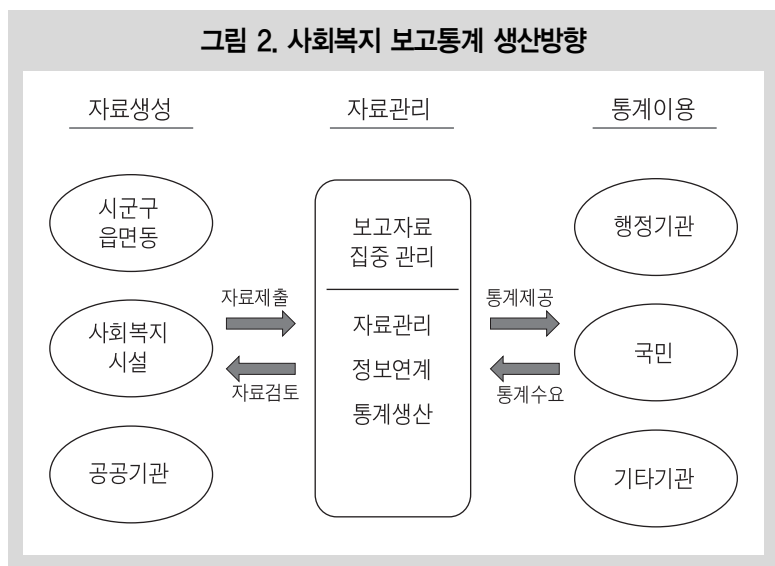 그림 2. 사회복지 보고통계 생산방향
자료생성
자료관리
통계이용
시군구
읍면동
사회복지
시설
공공기관
자료제출
자료검토
보고자료
집중 관리
자료관리
정보연계
통계생산
통계제공
통계수요
행정기관
국민
기타기관